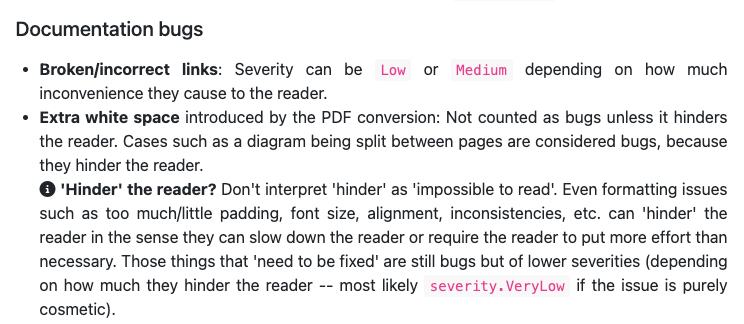 Documentation bugs
• Broken/incorrect links: Severity can be Low or Medium depending on how much
inconvenience they cause to the reader.
• Extra white space introduced by the PDF conversion: Not counted as bugs unless it hinders
the reader. Cases such as a diagram being split between pages are considered bugs, because
they hinder the reader.
'Hinder' the reader? Don't interpret 'hinder' as 'impossible to read'. Even formatting issues
such as too much/little padding, font size, alignment, inconsistencies, etc. can 'hinder' the
reader in the sense they can slow down the reader or require the reader to put more effort than
necessary. Those things that 'need to be fixed' are still bugs but of lower severities (depending
on how much they hinder the reader -- most likely severity.VeryLow if the issue is purely
cosmetic).